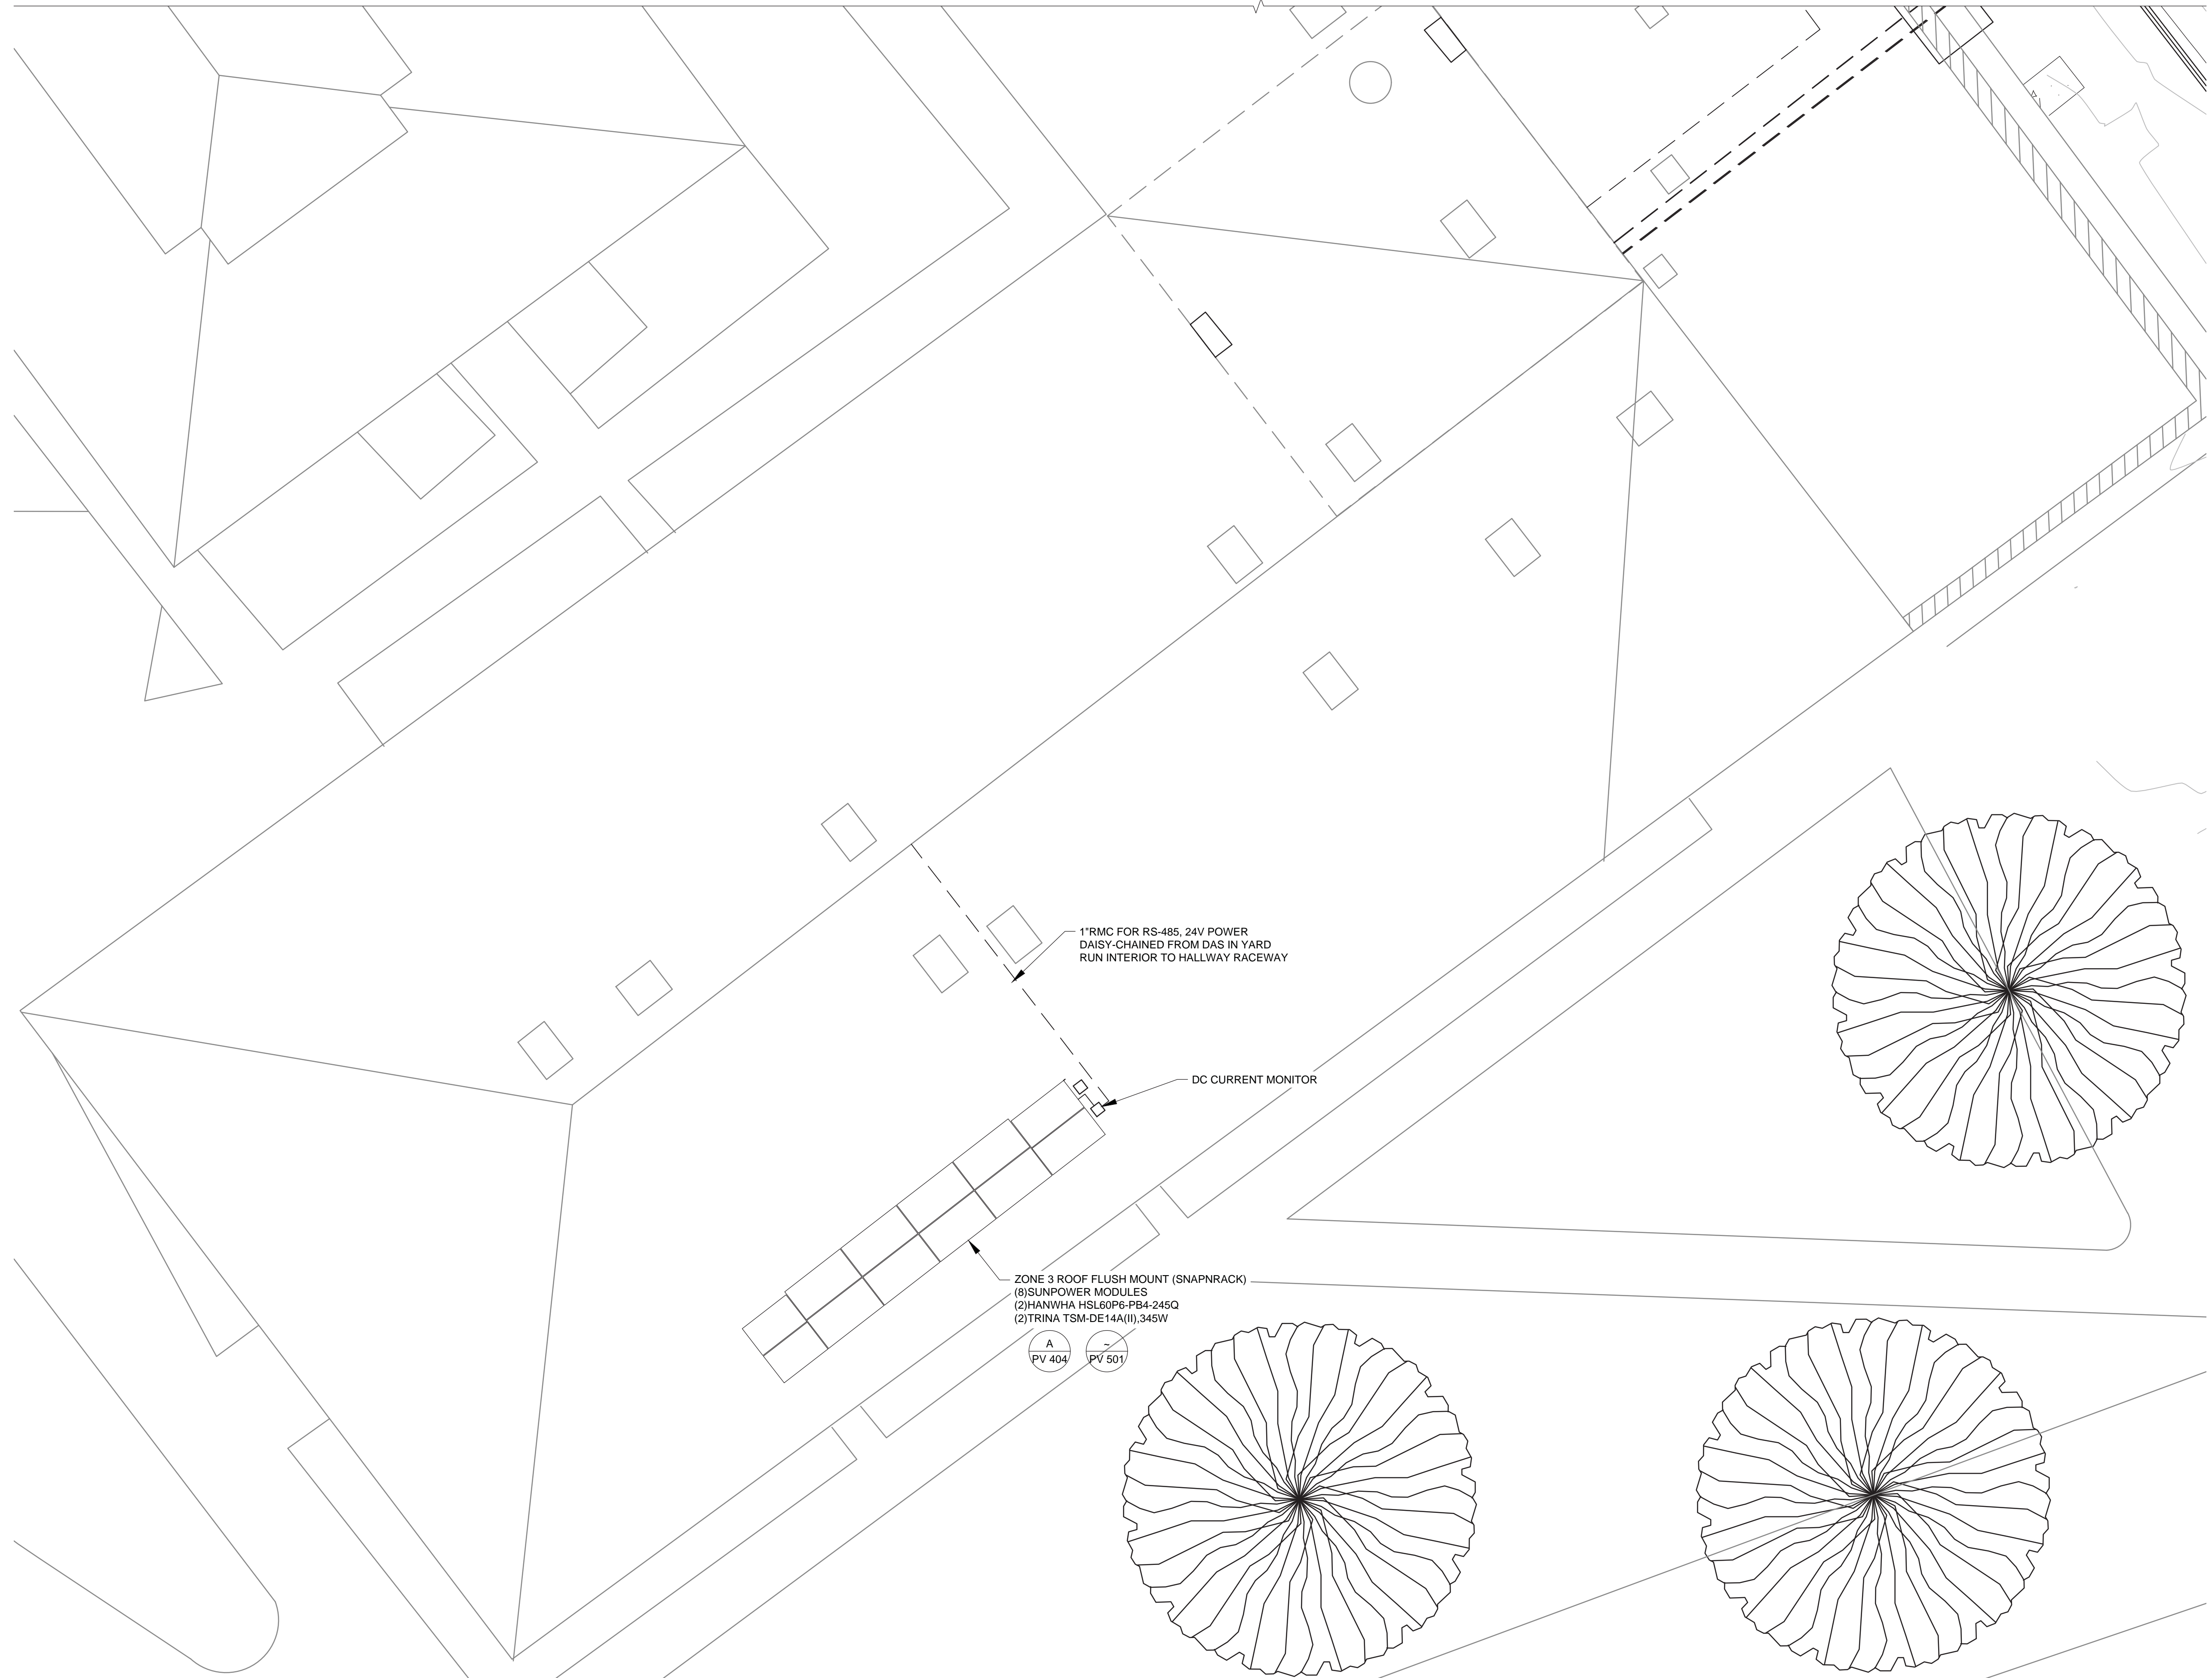 1"RMC FOR RS-485, 24V POWER
DAISY-CHAINED FROM DAS IN YARD
RUN INTERIOR TO HALLWAY RACEWAY
DC CURRENT MONITOR
ZONE 3 ROOF FLUSH MOUNT (SNAPNRACK)
(8)SUNPOWER MODULES
(2)HANWHA HSL60P6-PB4-245Q
(2)TRINA TSM-DE14A(II),345W
A
PV 404
~
PV 501